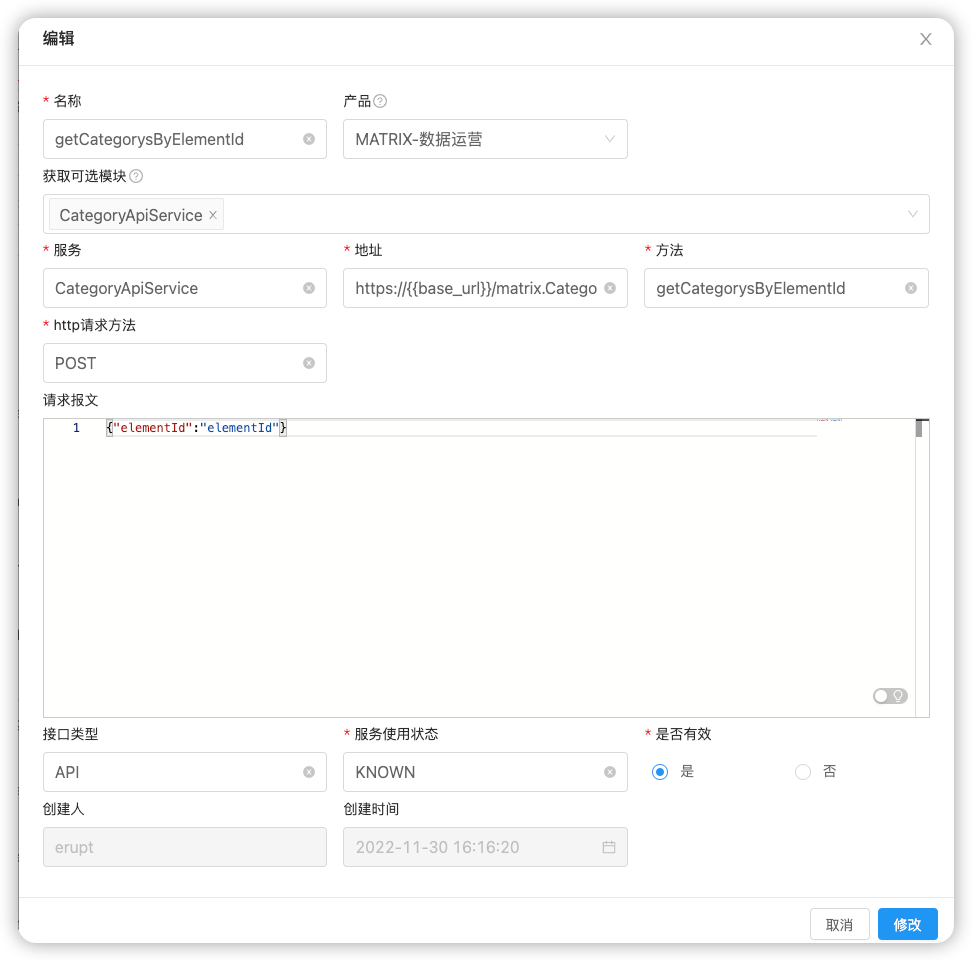 编辑
* 名称
产品
getCategorysByElementId
MATRIX-数据运营
获取可选模块
CategoryApiService
* 服务
* 地址
* 方法
CategoryApiService
https://{{base_url}}/matrix.Catego
getCategorysByElementId
* http请求方法
POST
请求报文
1 {"elementId":"elementId"}
接口类型
* 服务使用状态
* 是否有效
API
KNOWN
是
否
创建人
创建时间
erupt
2022-11-30 16:16:20
取消
修改